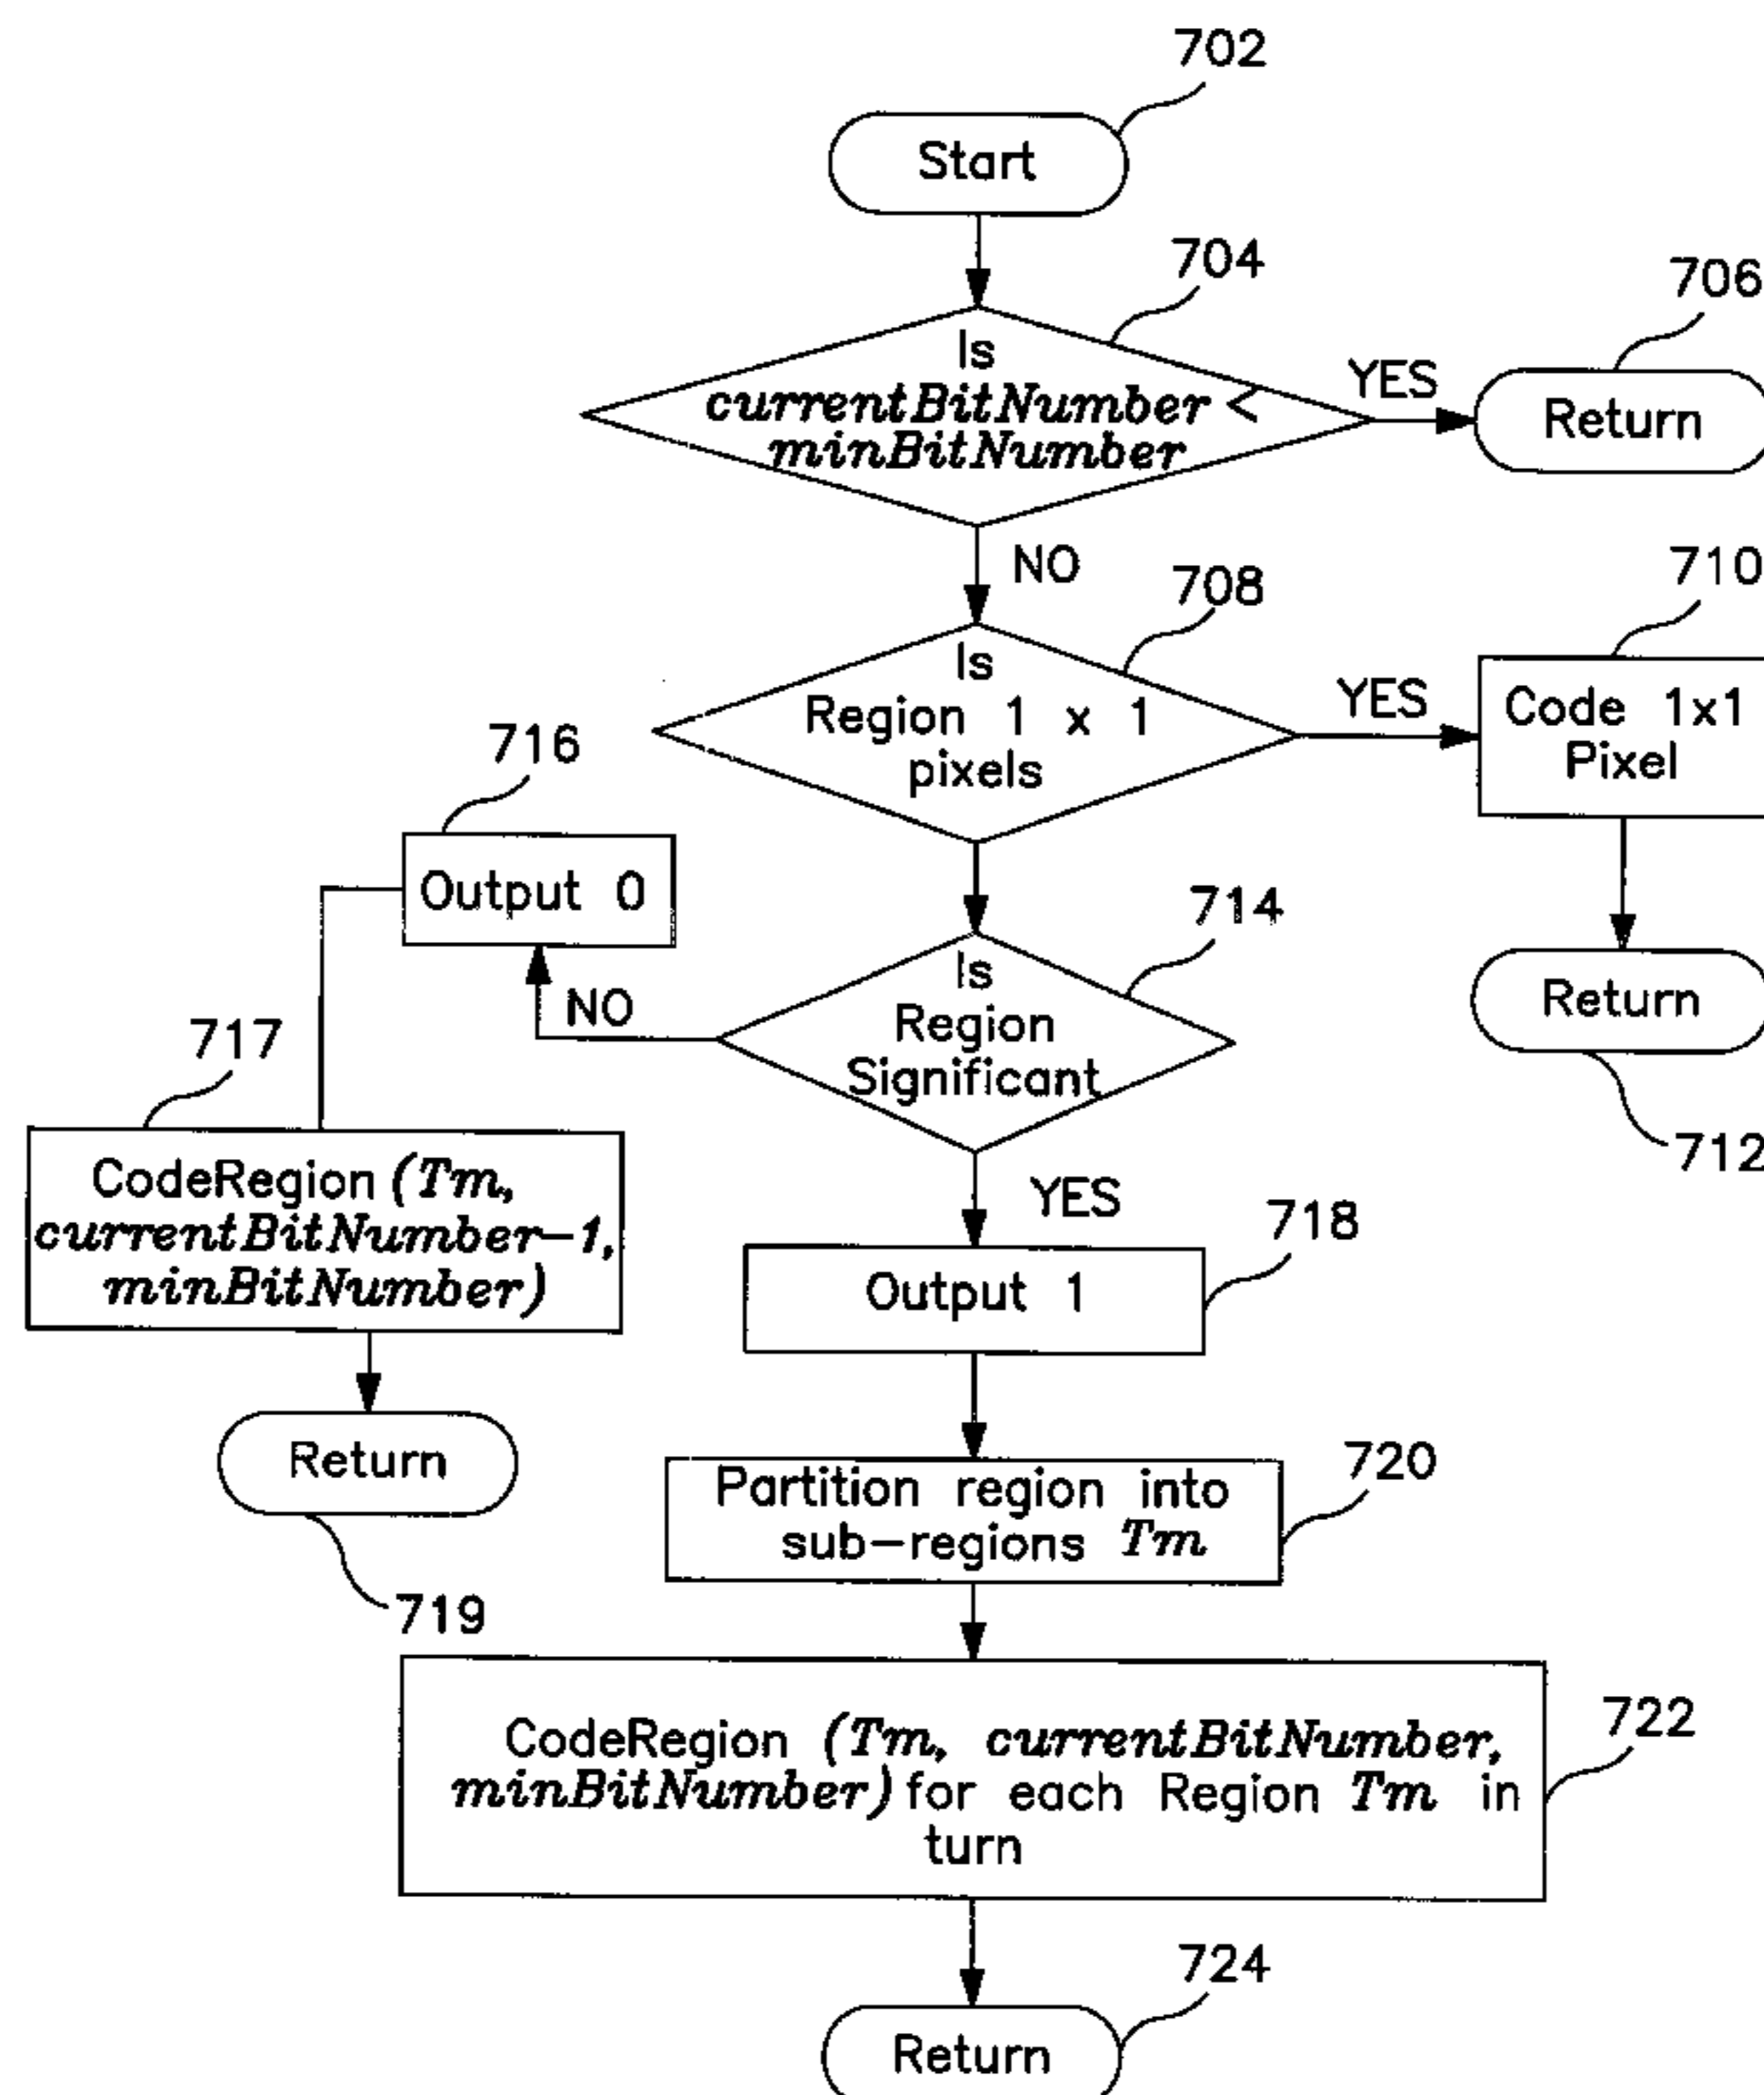 702
Start
704
706
Is
currentBitNumber <
minBitNumber
YES
Return
NO
708
710
Is
Region 1 x 1
pixels
YES
Code 1x1
Pixel
716
Output 0
714
Is
Region
Significant
NO
Return
712
717
CodeRegion (Tm,
currentBitNumber-1,
minBitNumber)
YES
718
Output 1
Return
719
720
Partition region into
sub-regions Tm
722
CodeRegion (Tm, currentBitNumber,
minBitNumber) for each Region Tm in
turn
724
Return